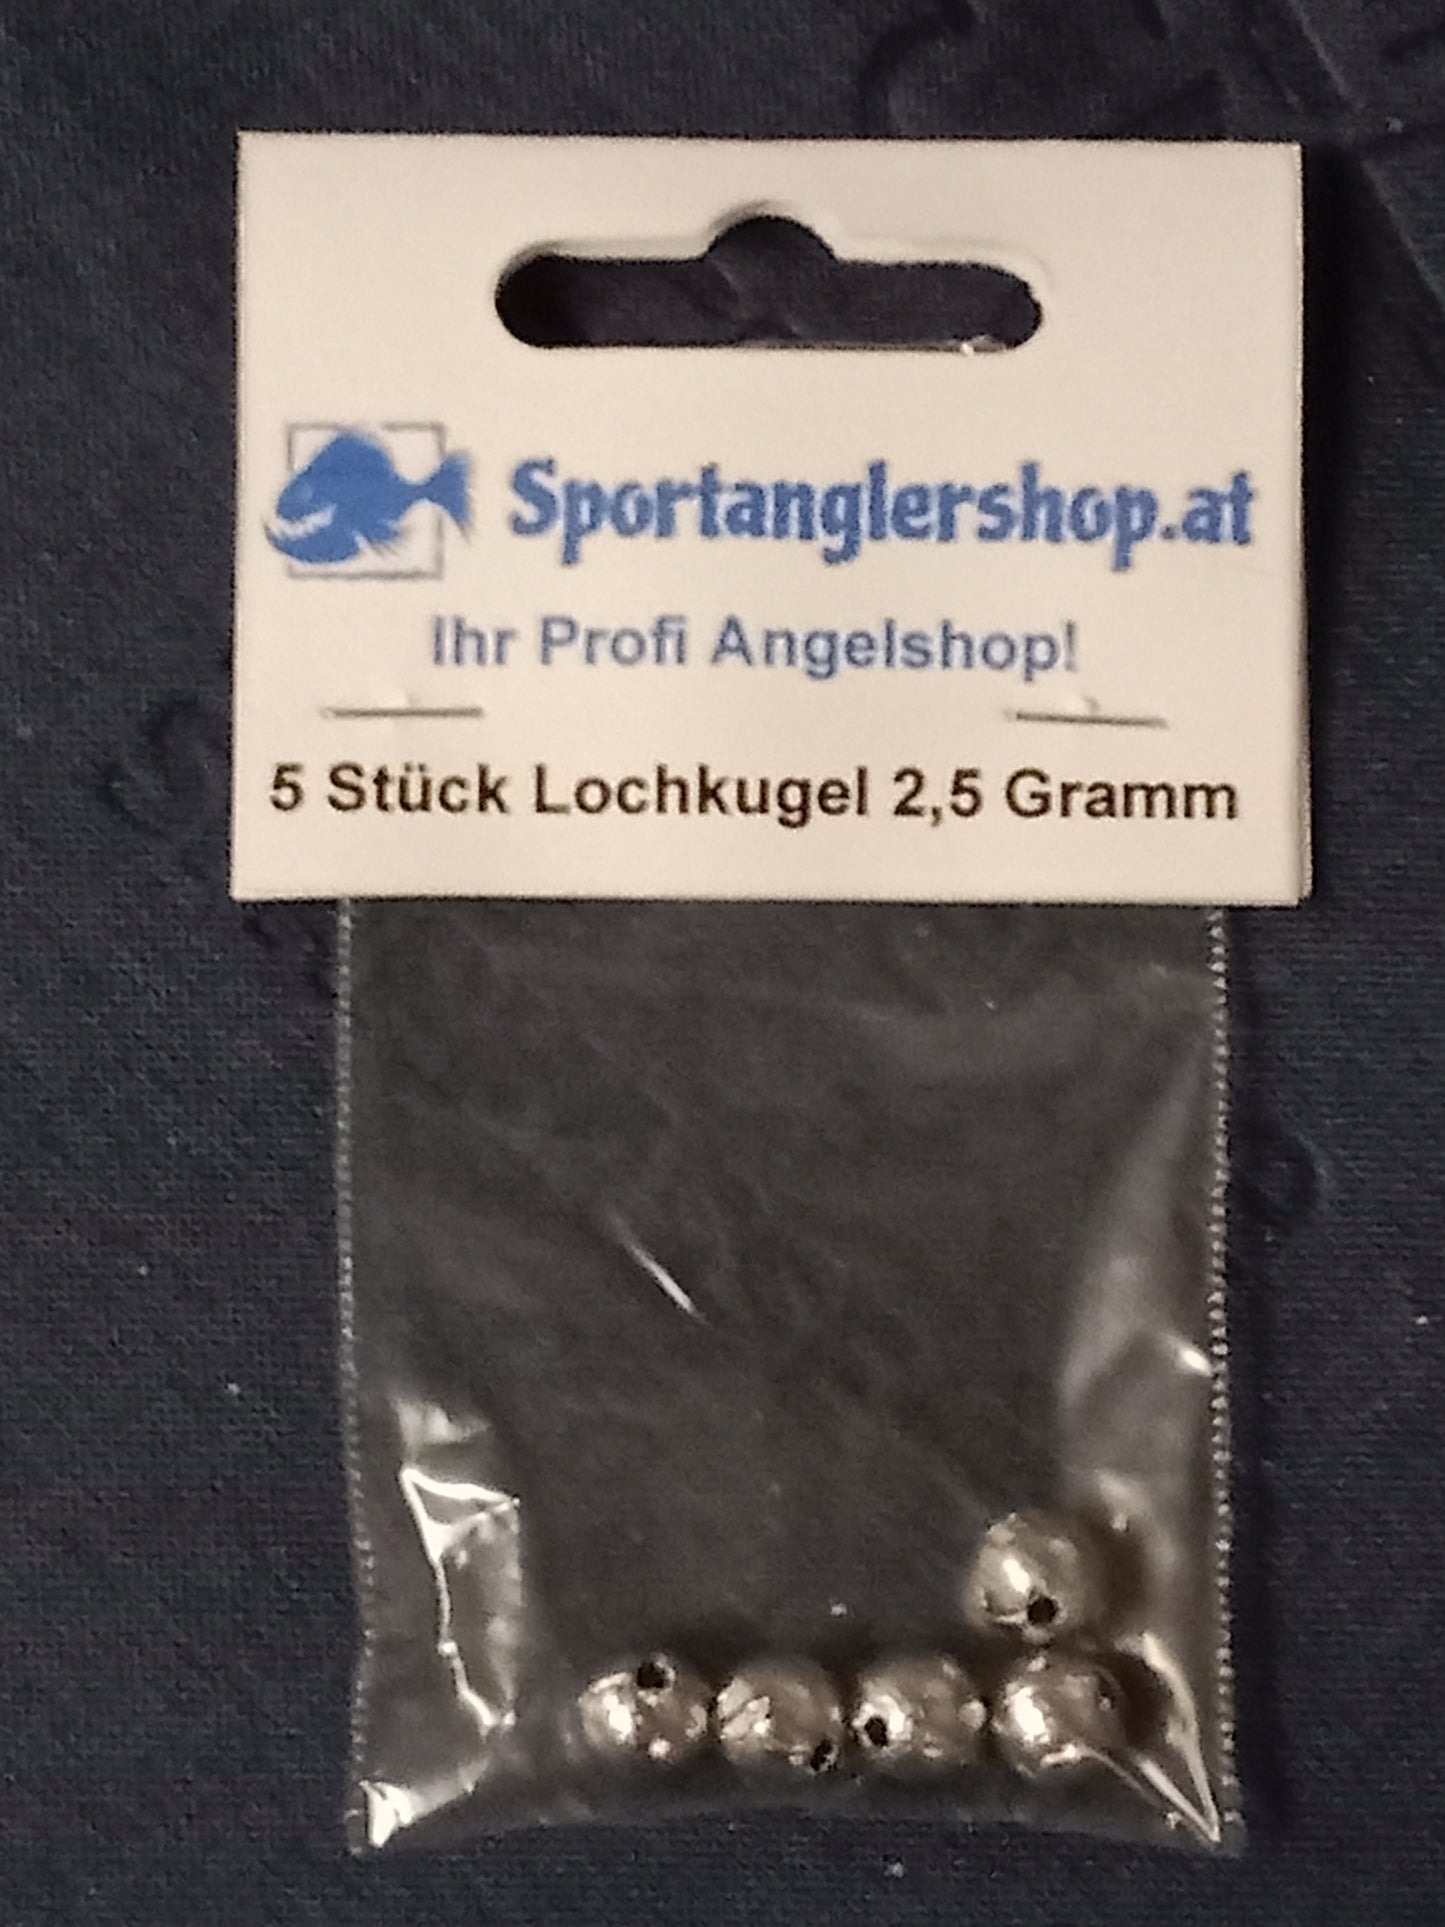 Sportanglershop.at
Ihr Profi Angelshop!
5 Stück Lochkugel 2,5 Gramm